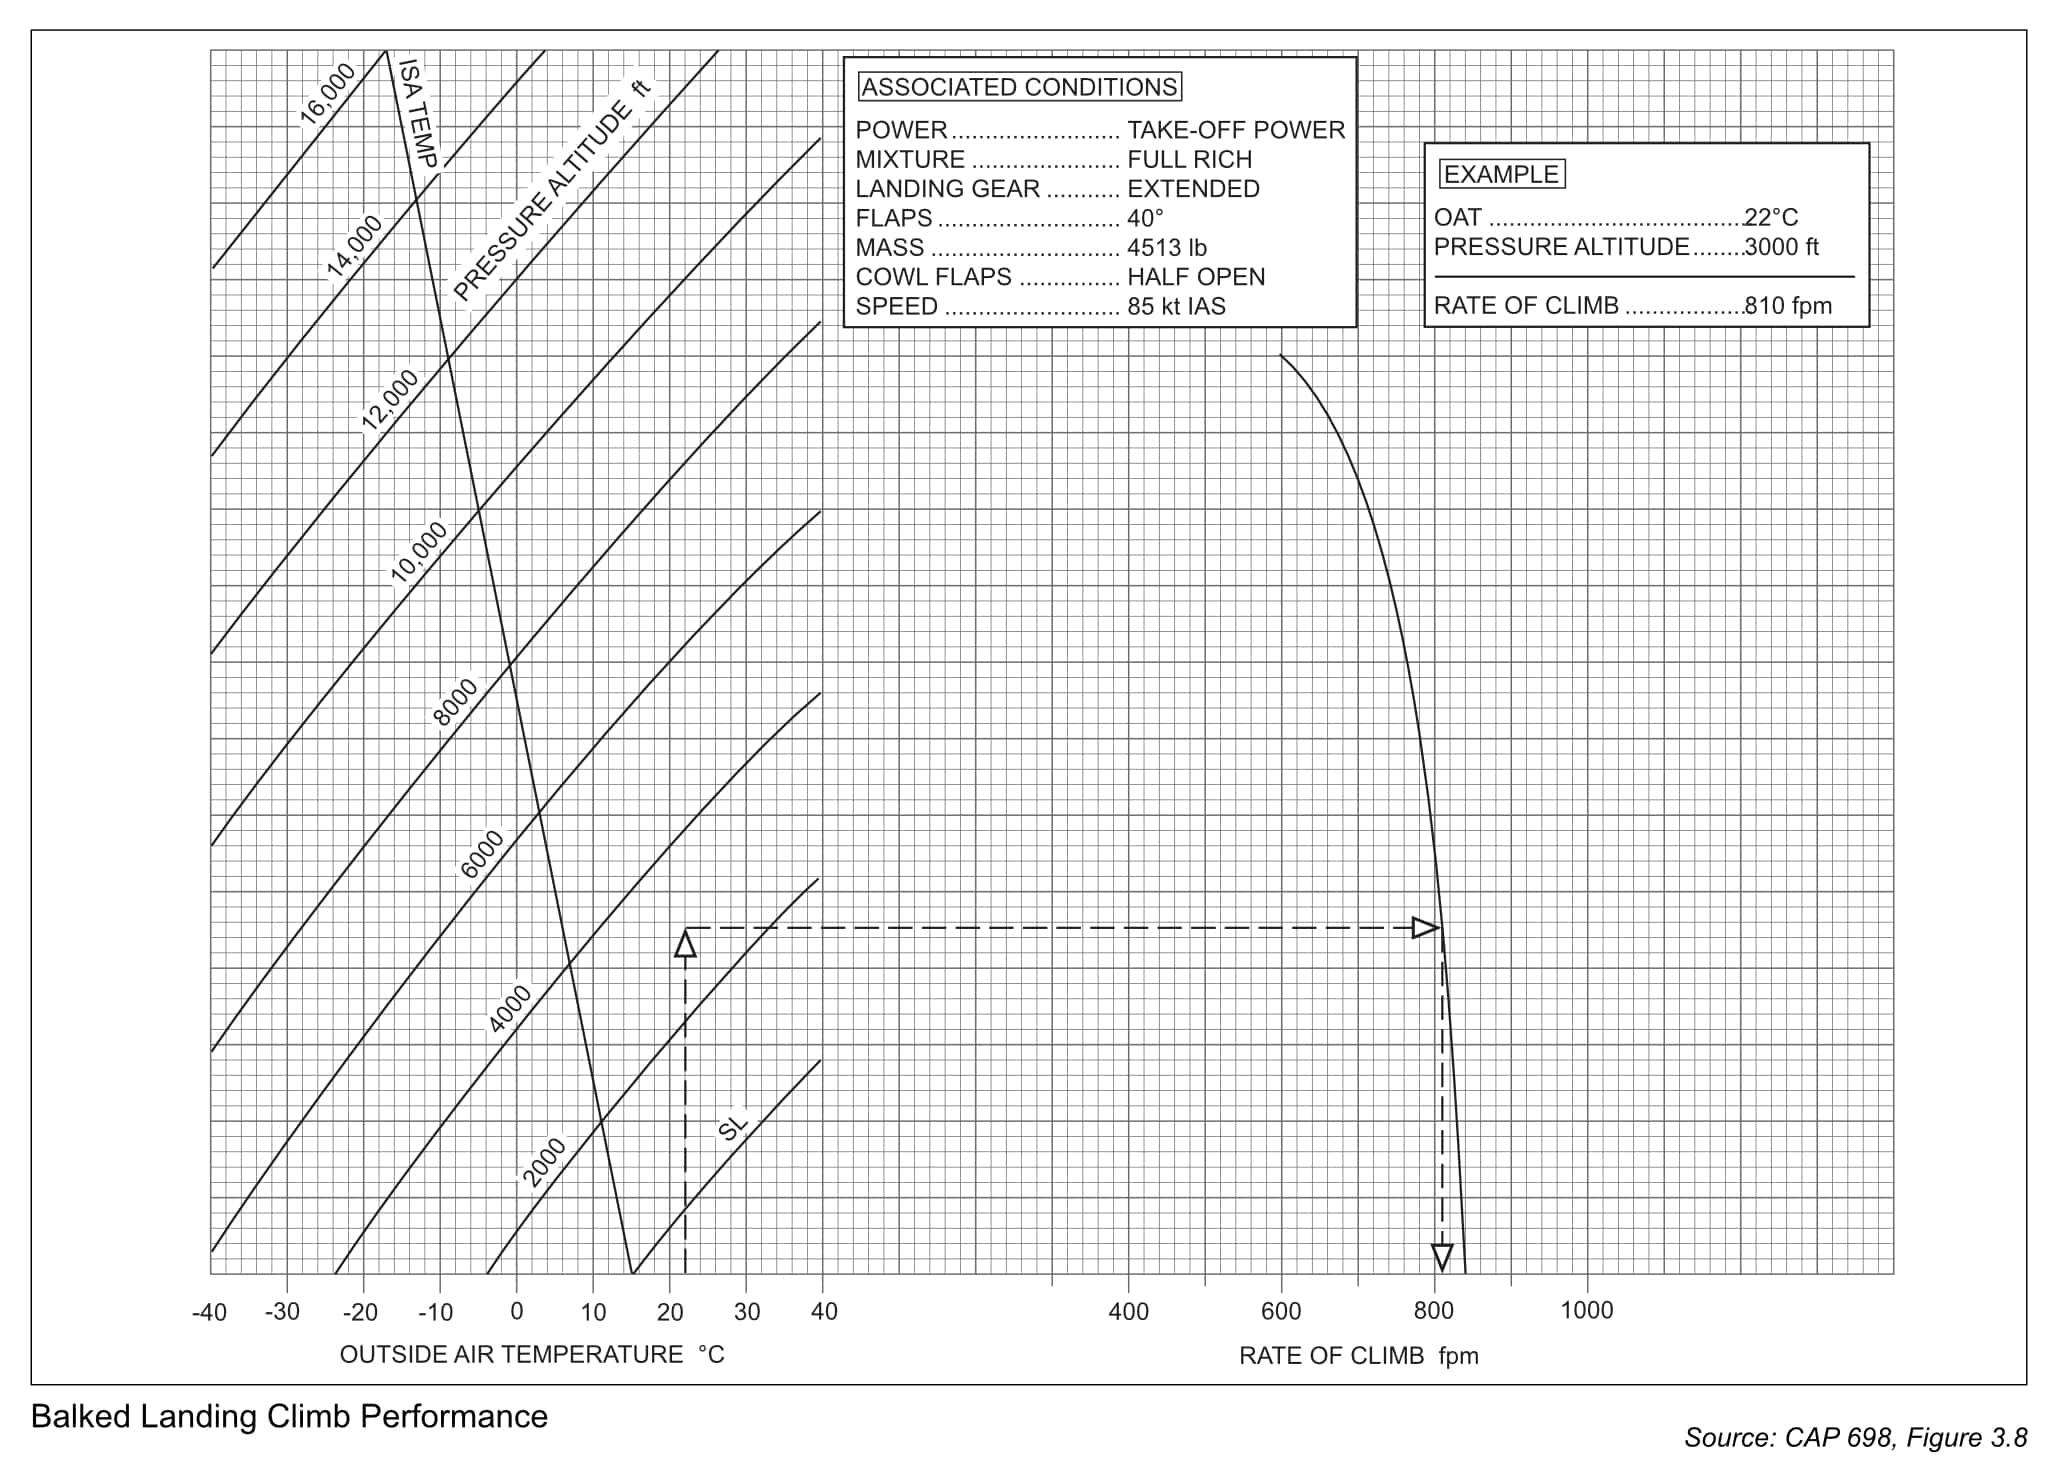 16,000
ISA TEMP
14,000
PRESSURE ALTITUDE ft
12,000
10,000
8000
6000
4000
2000
SL
ASSOCIATED CONDITIONS
POWER ......................... TAKE-OFF POWER
MIXTURE ...................... FULL RICH
LANDING GEAR ........... EXTENDED
FLAPS ........................... 40°
MASS ............................ 4513 lb
COWL FLAPS ............... HALF OPEN
SPEED .......................... 85 kt IAS
EXAMPLE
OAT ......................................22°C
PRESSURE ALTITUDE........3000 ft
RATE OF CLIMB ..................810 fpm
-40 -30 -20 -10 0 10 20 30 40 400 600 800 1000
OUTSIDE AIR TEMPERATURE °C
RATE OF CLIMB fpm
Balked Landing Climb Performance
Source: CAP 698, Figure 3.8